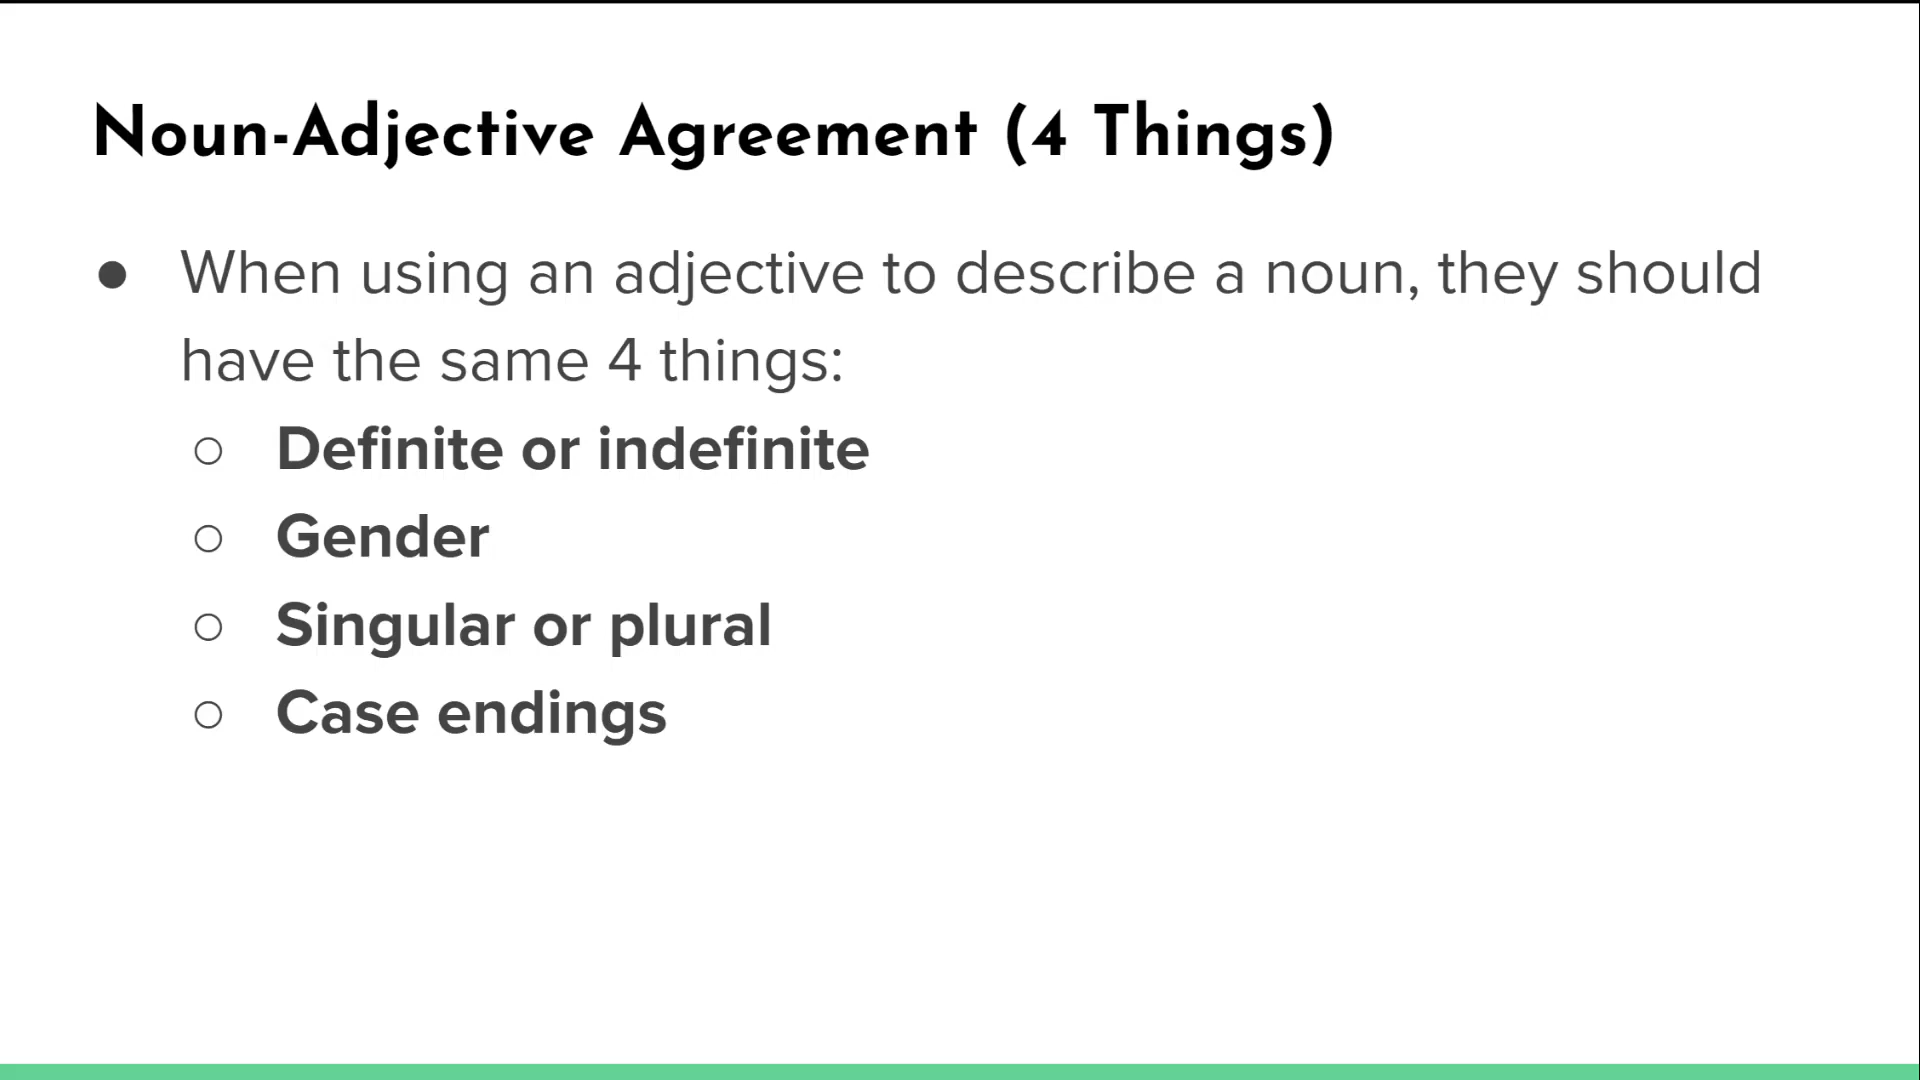 Noun-Adjective Agreement (4 Things)
● When using an adjective to describe a noun, they should
have the same 4 things:
○ Definite or indefinite
○ Gender
○ Singular or plural
○ Case endings